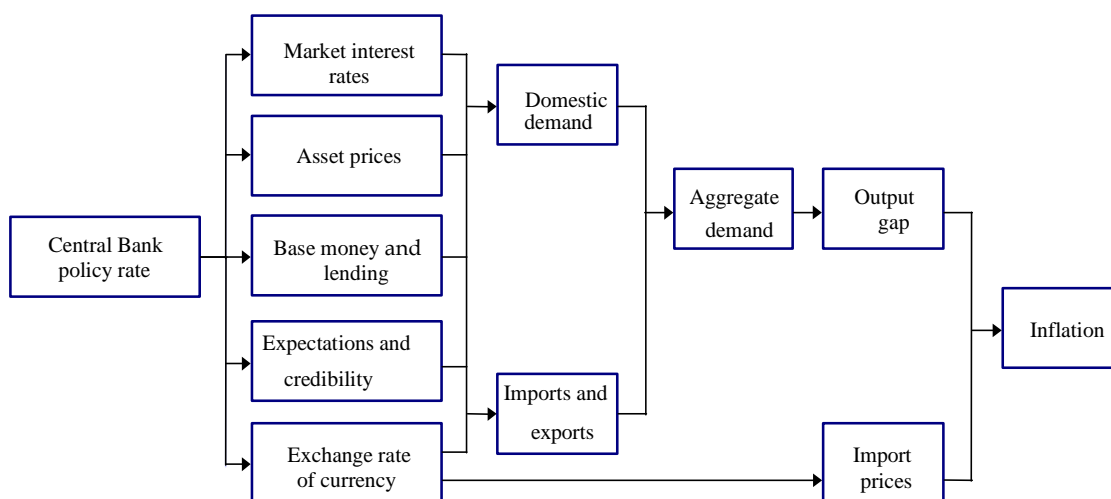 Market interest
rates
Domestic
demand
Asset prices
Aggregate
demand
Output
gap
Central Bank
policy rate
Base money and
lending
Inflation
Expectations and
credibility
Imports and
exports
Exchange rate
of currency
Import
prices